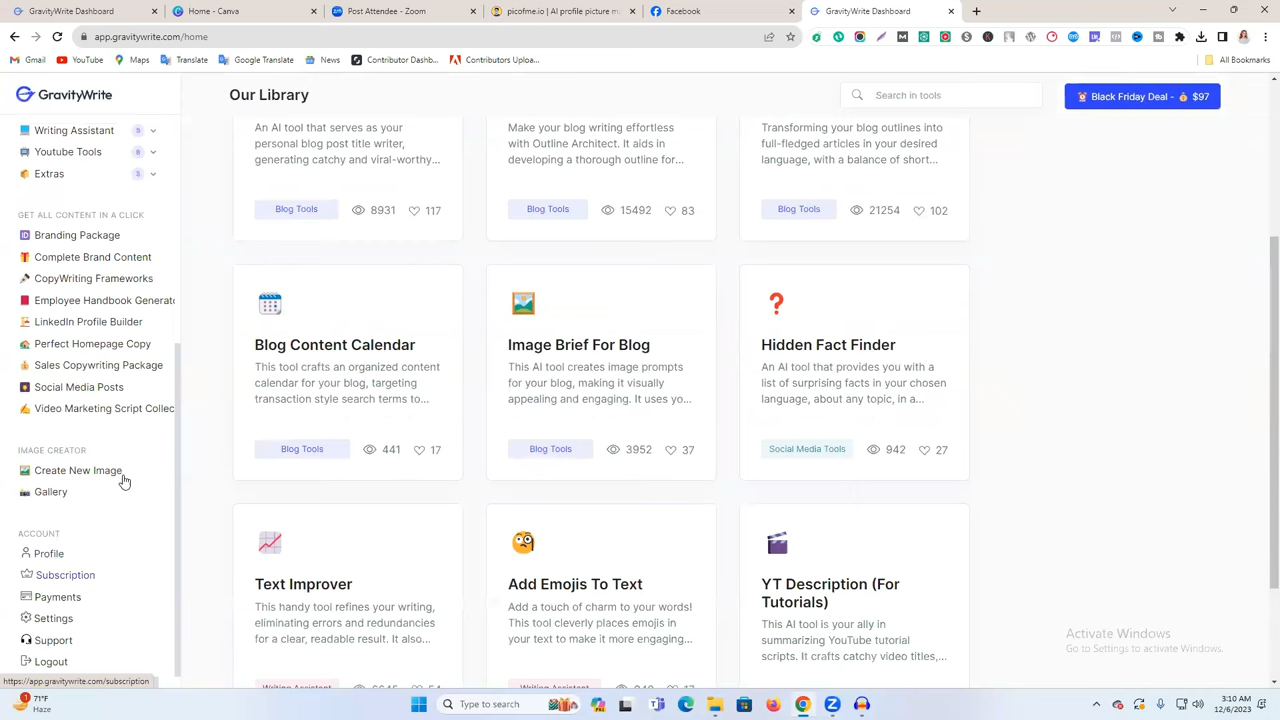 GravityWrite Dashboard
Home - Canva
Post Attendee - Zoom
picofme.io | AI profile picture m
Facebook
GravityWrite Dashboard
app.gravitywrite.com/home
Gmail
YouTube
Maps
Translate
Google Translate
News
Contributor Dashb...
Contributors Uploa...
All Bookmarks
GravityWrite
Our Library
Search in tools
Black Friday Deal - 💰 $97
Writing Assistant
Youtube Tools 8
Extras
GET ALL CONTENT IN A CLICK
Branding Package
Complete Brand Content
CopyWriting Frameworks
Employee Handbook Generato
LinkedIn Profile Builder
Perfect Homepage Copy
Sales Copywriting Package
Social Media Posts
Video Marketing Script Collec
IMAGE CREATOR
Create New Image
Gallery
ACCOUNT
Profile
Subscription
Payments
Settings
Support
Logout
https://app.gravitywrite.com/subscription
An AI tool that serves as your
personal blog post title writer,
generating catchy and viral-worthy...
Blog Tools 8931 117
Make your blog writing effortless
with Outline Architect. It aids in
developing a thorough outline for...
Blog Tools 15492 83
Transforming your blog outlines into
full-fledged articles in your desired
language, with a balance of short...
Blog Tools 21254 102
Blog Content Calendar
This tool crafts an organized content
calendar for your blog, targeting
transaction style search terms to...
Blog Tools 441 17
Image Brief For Blog
This AI tool creates image prompts
for your blog, making it visually
appealing and engaging. It uses yo...
Blog Tools 3952 37
Hidden Fact Finder
An AI tool that provides you with a
list of surprising facts in your chosen
language, about any topic, in a...
Social Media Tools 942 27
Text Improver
This handy tool refines your writing,
eliminating errors and redundancies
for a clear, readable result. It also...
Add Emojis To Text
Add a touch of charm to your words!
This tool cleverly places emojis in
your text to make it more engaging...
YT Description (For
Tutorials)
This AI tool is your ally in
summarizing YouTube tutorial
scripts. It crafts catchy video titles,...
Activate Windows
Go to Settings to activate Windows.
71°F
Haze
Type to search
3:10 AM
12/6/2023